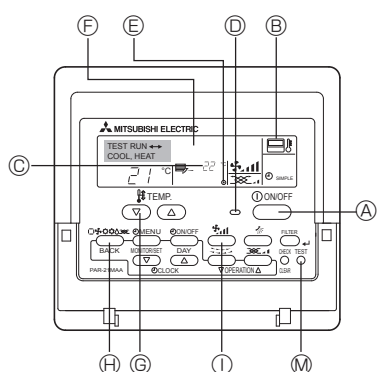 F
E
D
B
MITSUBISHI ELECTRIC
TEST RUN ↔
COOL, HEAT
C
22 °C
21 °C
SIMPLE
TEMP.
ON/OFF
A
MENU
ON/OFF
FILTER
BACK
MONITOR/SET
DAY
CHECK TEST
PAR-21MAA
CLOCK
▽ OPERATION △
CLEAR
H
G
I
M